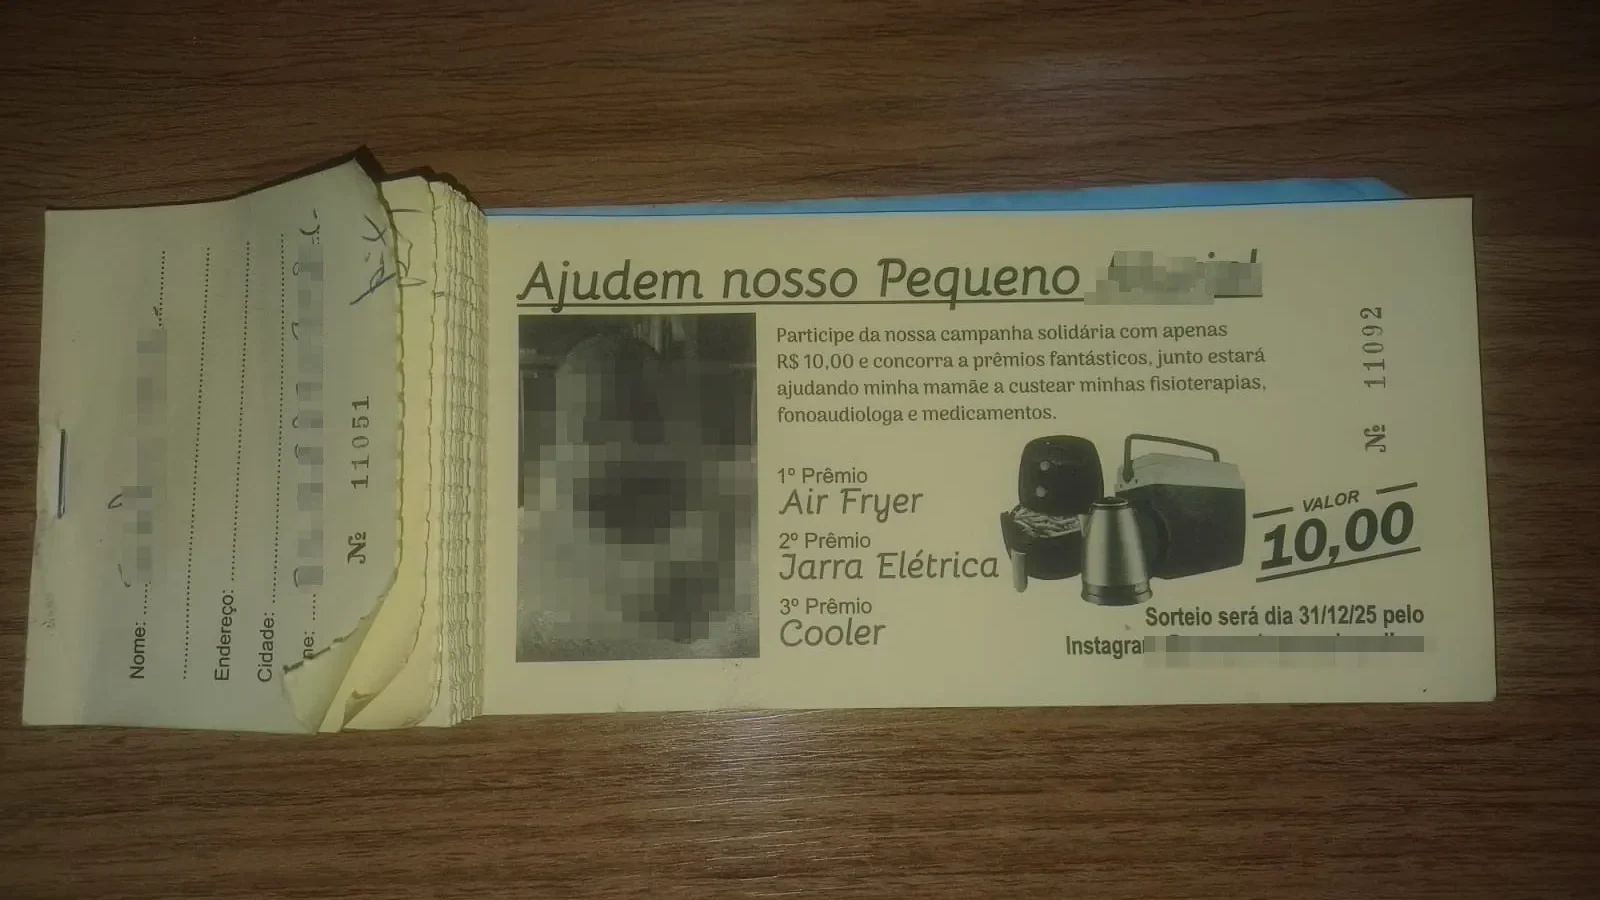 Nome:
Endereço:
Cidade:
ne:
Nº 11051
Ajudem nosso Pequeno
Participe da nossa campanha solidária com apenas
R$ 10,00 e concorra a prêmios fantásticos, junto estará
ajudando minha mamãe a custear minhas fisioterapias,
fonoaudiologa e medicamentos.
1º Prêmio
Air Fryer
2º Prêmio
Jarra Elétrica
3º Prêmio
Cooler
Nº 11092
VALOR
10,00
Sorteio será dia 31/12/25 pelo
Instagra